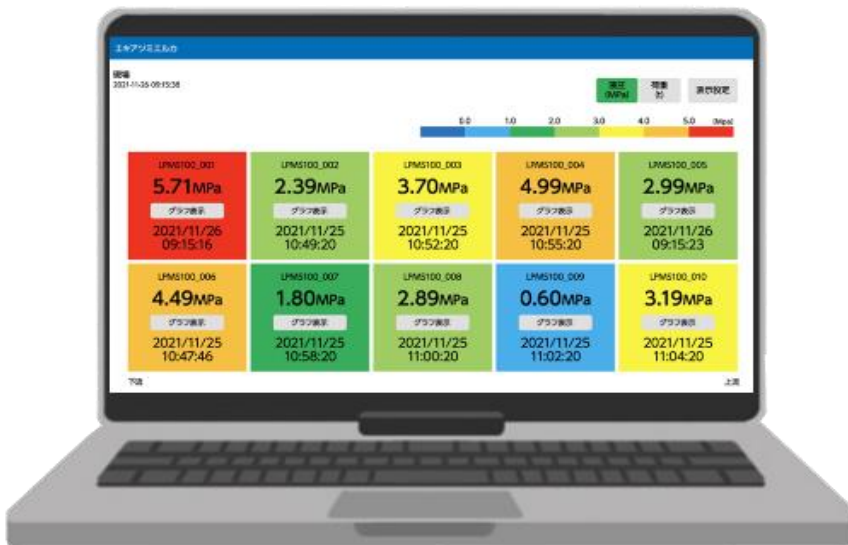 エキアツミエルカ
現場
2021-11-26-09:15:36
液圧 荷重 表示設定
(MPa) (t)
0.0 1.0 2.0 3.0 4.0 5.0 (Mpa)
LPMS100_001 LPMS100_002 LPMS100_003 LPMS100_004 LPMS100_005
5.71MPa 2.39MPa 3.70MPa 4.99MPa 2.99MPa
グラフ表示 グラフ表示 グラフ表示 グラフ表示 グラフ表示
2021/11/26 2021/11/25 2021/11/25 2021/11/25 2021/11/26
09:15:16 10:49:20 10:52:20 10:55:20 09:15:23
LPMS100_006 LPMS100_007 LPMS100_008 LPMS100_009 LPMS100_010
4.49MPa 1.80MPa 2.89MPa 0.60MPa 3.19MPa
グラフ表示 グラフ表示 グラフ表示 グラフ表示 グラフ表示
2021/11/25 2021/11/25 2021/11/25 2021/11/25 2021/11/25
10:47:46 10:58:20 11:00:20 11:02:20 11:04:20
下流 上流